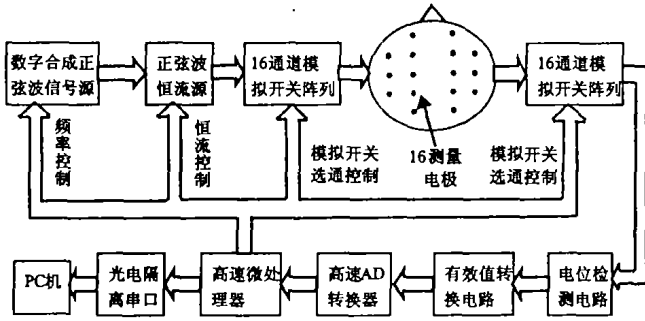 数字合成正
弦波信号源
正弦波
恒流源
16通道模
拟开关阵列
16通道模
拟开关阵列
频率控制
恒流控制
模拟开关
选通控制
16测量
电极
模拟开关
选通控制
PC机
光电隔
离串口
高速微处
理器
高速AD
转换器
有效值转
换电路
电位检
测电路